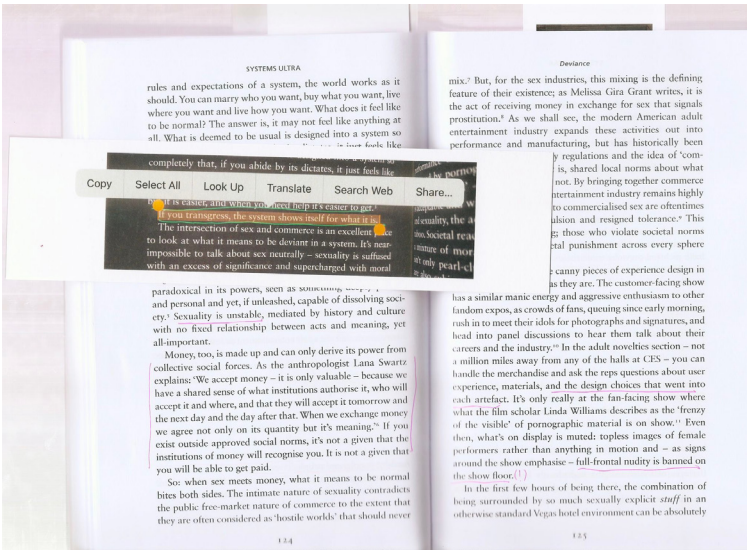 SYSTEMS ULTRA
rules and expectations of a system, the world works as it
should. You can marry who you want, buy what you want, live
where you want and live how you want. What does it feel like
to be normal? The answer is, it may not feel like anything at
all. What is deemed to be usual is designed into a system so
completely that, if you abide by its dictates, it just feels like
Copy Select All Look Up Translate Search Web Share...
it is easier, and when you need help it's easier to get.
If you transgress, the system shows itself for what it is.
The intersection of sex and commerce is an excellent place
to look at what it means to be deviant in a system. It's near-
impossible to talk about sex neutrally – sexuality is suffused
with an excess of significance and supercharged with moral
paradoxical in its powers, seen as
and personal and yet, if unleashed, capable of dissolving soci-
ety.⁵ Sexuality is unstable, mediated by history and culture
with no fixed relationship between acts and meaning, yet
all-important.
Money, too, is made up and can only derive its power from
collective social forces. As the anthropologist Lana Swartz
explains: 'We accept money – it is only valuable – because we
have a shared sense of what institutions authorise it, who will
accept it and where, and that they will accept it tomorrow and
the next day and the day after that. When we exchange money
we agree not only on its quantity but it's meaning.'⁶ If you
exist outside approved social norms, it's not a given that the
institutions of money will recognise you. It is not a given that
you will be able to get paid.
So: when sex meets money, what it means to be normal
bites both sides. The intimate nature of sexuality contradicts
the public free-market nature of commerce to the extent that
they are often considered as 'hostile worlds' that should never
124
Deviance
mix.⁷ But, for the sex industries, this mixing is the defining
feature of their existence; as Melissa Gira Grant writes, it is
the act of receiving money in exchange for sex that signals
prostitution.⁸ As we shall see, the modern American adult
entertainment industry expands these activities out into
performance and manufacturing, but has historically been
y regulations and the idea of 'com-
is, shared local norms about what
not. By bringing together commerce
ntertainment industry remains highly
to commercialised sex are oftentimes
ulsion and resigned tolerance.⁹ This
g; those who violate societal norms
etal punishment across every sphere
canny pieces of experience design in
as they are. The customer-facing show
has a similar manic energy and aggressive enthusiasm to other
fandom expos, as crowds of fans, queuing since early morning,
rush in to meet their idols for photographs and signatures, and
head into panel discussions to hear them talk about their
careers and the industry.¹⁰ In the adult novelties section – not
a million miles away from any of the halls at CES – you can
handle the merchandise and ask the reps questions about user
experience, materials, and the design choices that went into
each artefact. It's only really at the fan-facing show where
what the film scholar Linda Williams describes as the 'frenzy
of the visible' of pornographic material is on show.¹¹ Even
then, what's on display is muted: topless images of female
performers rather than anything in motion and – as signs
around the show emphasise – full-frontal nudity is banned on
the show floor.(1)
In the first few hours of being there, the combination of
being surrounded by so much sexually explicit stuff in an
otherwise standard Vegas hotel environment can be absolutely
125